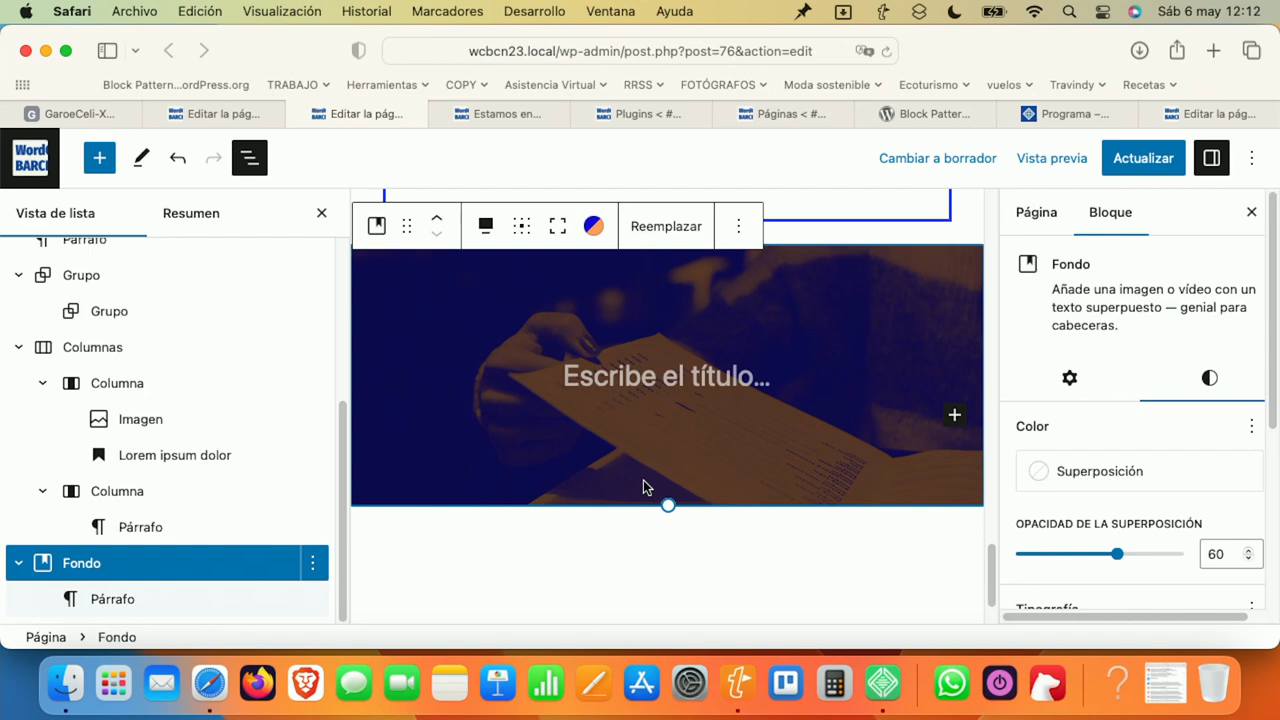 Safari Archivo Edición Visualización Historial Marcadores Desarrollo Ventana Ayuda Sáb 6 may 12:12
wcbcn23.local/wp-admin/post.php?post=76&action=edit
Block Pattern...ordPress.org TRABAJO Herramientas COPY Asistencia Virtual RRSS FOTÓGRAFOS Moda sostenible Ecoturismo vuelos Travindy Recetas
GaroeCeli-X... Editar la pág... Editar la pág... Estamos en... Plugins < #... Páginas < #... Block Patter... Programa –... Editar la pág...
Word
BARCI
Cambiar a borrador Vista previa Actualizar
Vista de lista Resumen
Reemplazar
Página Bloque
Párrafo
Grupo
Grupo
Columnas
Columna
Imagen
Lorem ipsum dolor
Columna
Párrafo
Fondo
Párrafo
Escribe el título...
Fondo
Añade una imagen o vídeo con un
texto superpuesto — genial para
cabeceras.
Color
Superposición
OPACIDAD DE LA SUPERPOSICIÓN
60
Tipografía
Página Fondo